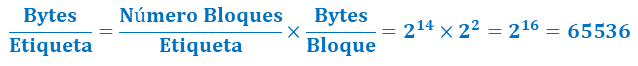 Bytes/Etiqueta = Número Bloques/Etiqueta × Bytes/Bloque = 2^14 × 2^2 = 2^16 = 65536